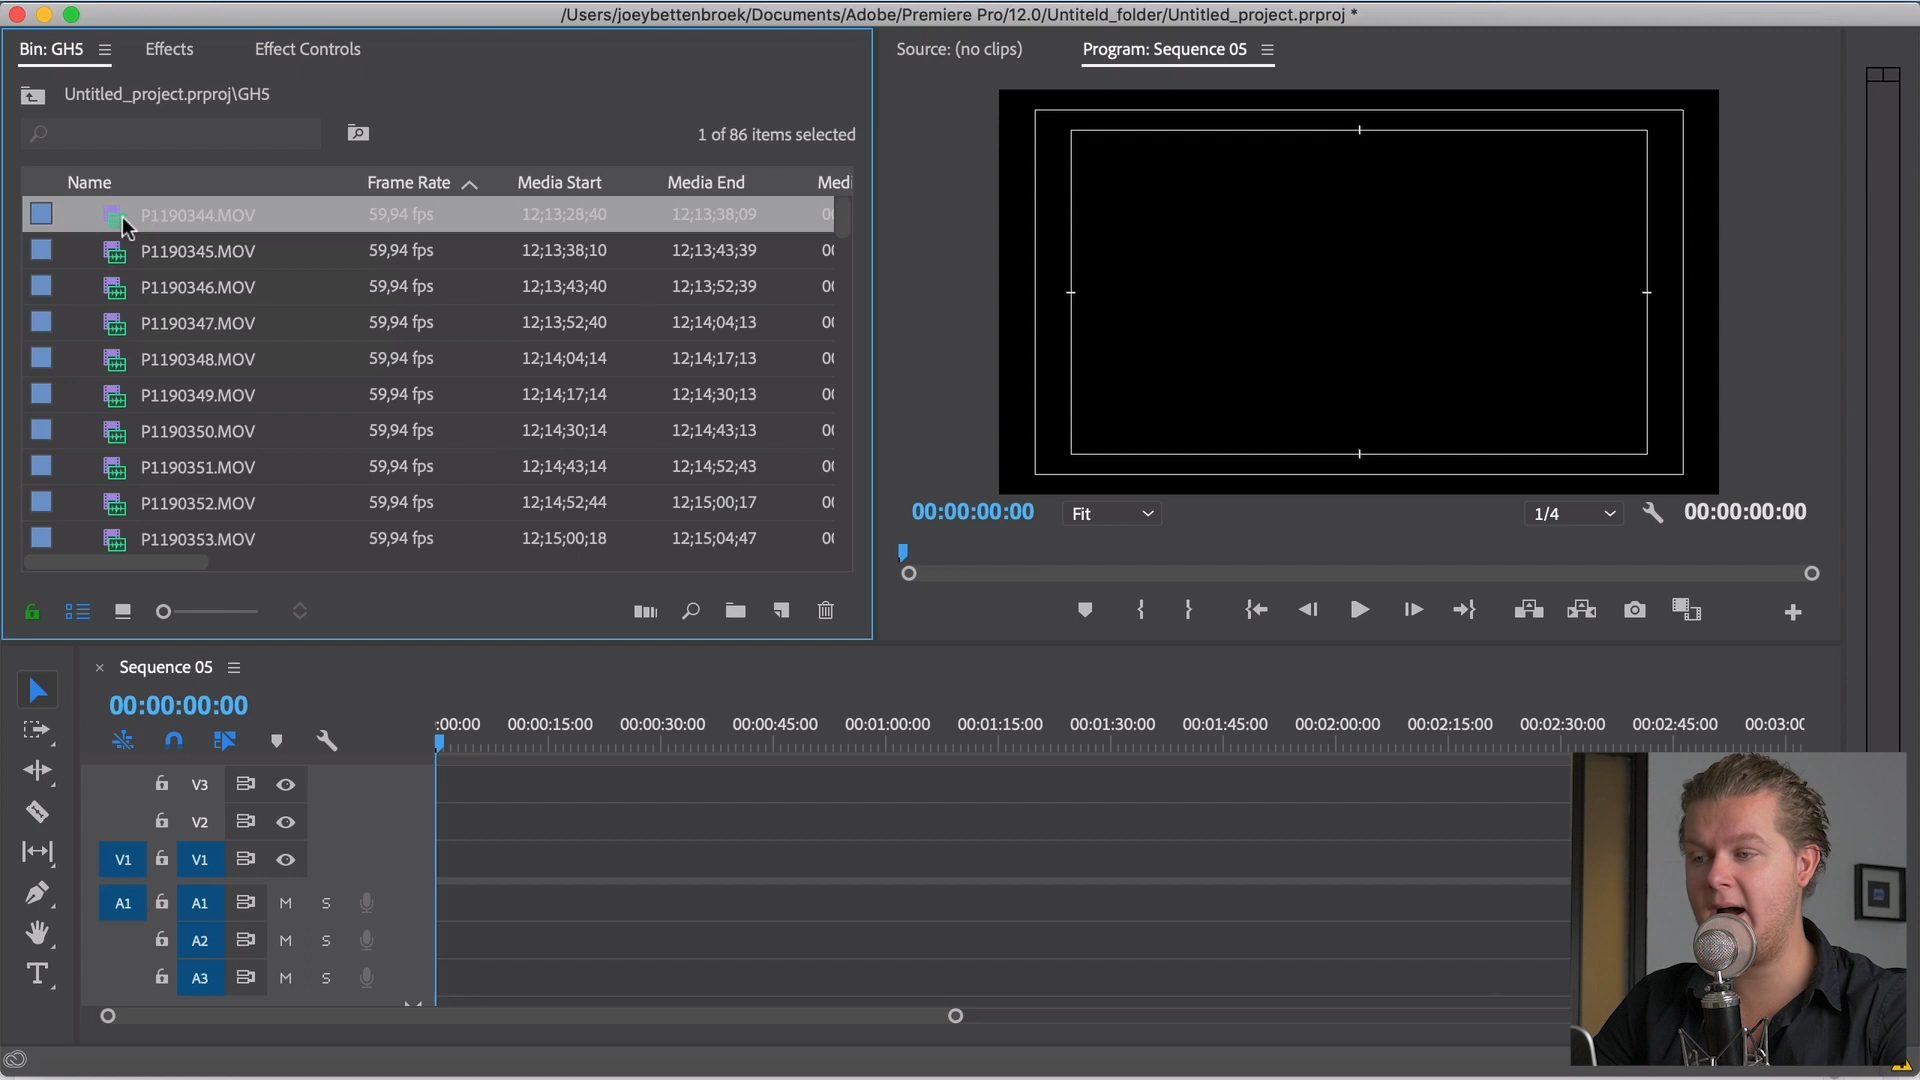 /Users/joeybettenbroek/Documents/Adobe/Premiere Pro/12.0/Untiteld_folder/Untitled_project.prproj *
Bin: GH5 Effects Effect Controls
Untitled_project.prproj\GH5
1 of 86 items selected
Name Frame Rate Media Start Media End Medi
P1190344.MOV 59,94 fps 12;13;28;40 12;13;38;09 00
P1190345.MOV 59,94 fps 12;13;38;10 12;13;43;39 00
P1190346.MOV 59,94 fps 12;13;43;40 12;13;52;39 00
P1190347.MOV 59,94 fps 12;13;52;40 12;14;04;13 00
P1190348.MOV 59,94 fps 12;14;04;14 12;14;17;13 00
P1190349.MOV 59,94 fps 12;14;17;14 12;14;30;13 00
P1190350.MOV 59,94 fps 12;14;30;14 12;14;43;13 00
P1190351.MOV 59,94 fps 12;14;43;14 12;14;52;43 00
P1190352.MOV 59,94 fps 12;14;52;44 12;15;00;17 00
P1190353.MOV 59,94 fps 12;15;00;18 12;15;04;47 00
Source: (no clips) Program: Sequence 05
00:00:00:00 Fit 1/4 00:00:00:00
Sequence 05
00:00:00:00
:00:00 00:00:15:00 00:00:30:00 00:00:45:00 00:01:00:00 00:01:15:00 00:01:30:00 00:01:45:00 00:02:00:00 00:02:15:00 00:02:30:00 00:02:45:00 00:03:00
V3
V2
V1 V1
A1 A1 M S
A2 M S
A3 M S
T